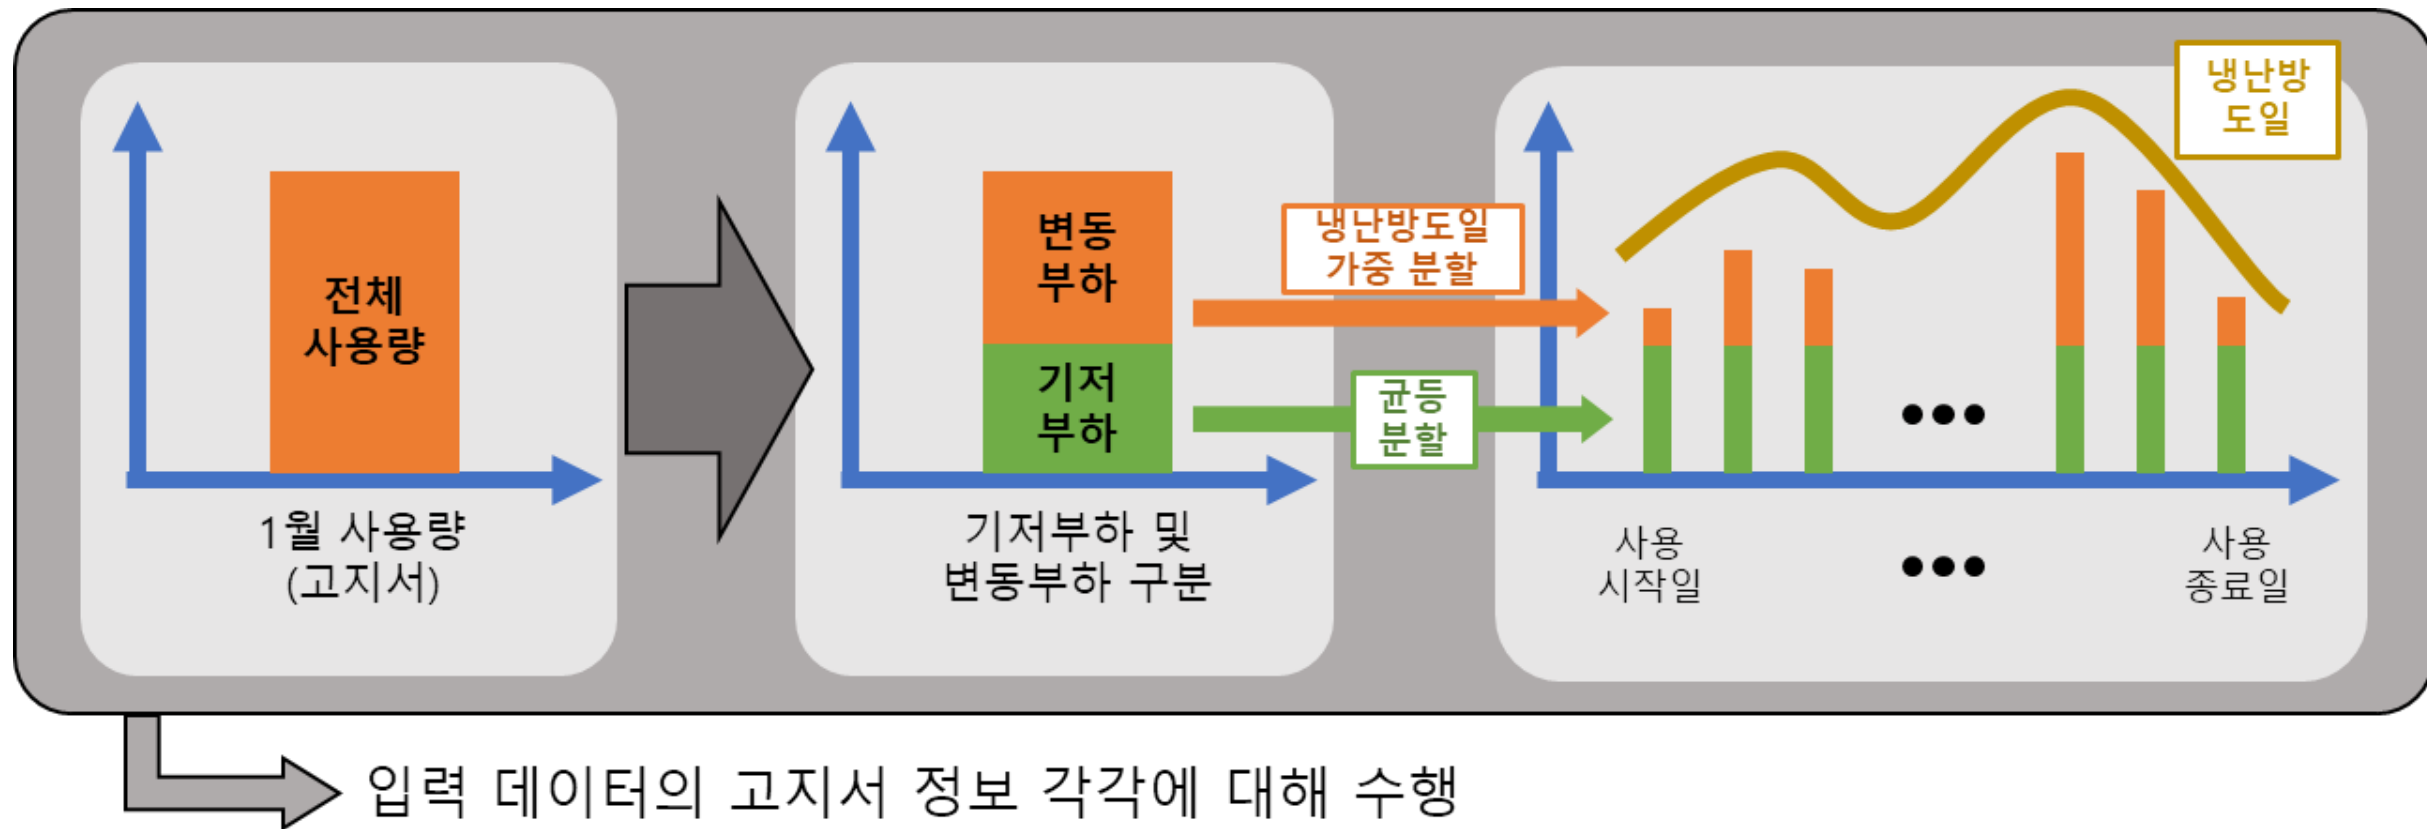 전체
사용량
1월 사용량
(고지서)
변동
부하
기저
부하
기저부하 및
변동부하 구분
냉난방도일
가중 분할
균등
분할
냉난방
도일
사용
시작일
사용
종료일
입력 데이터의 고지서 정보 각각에 대해 수행